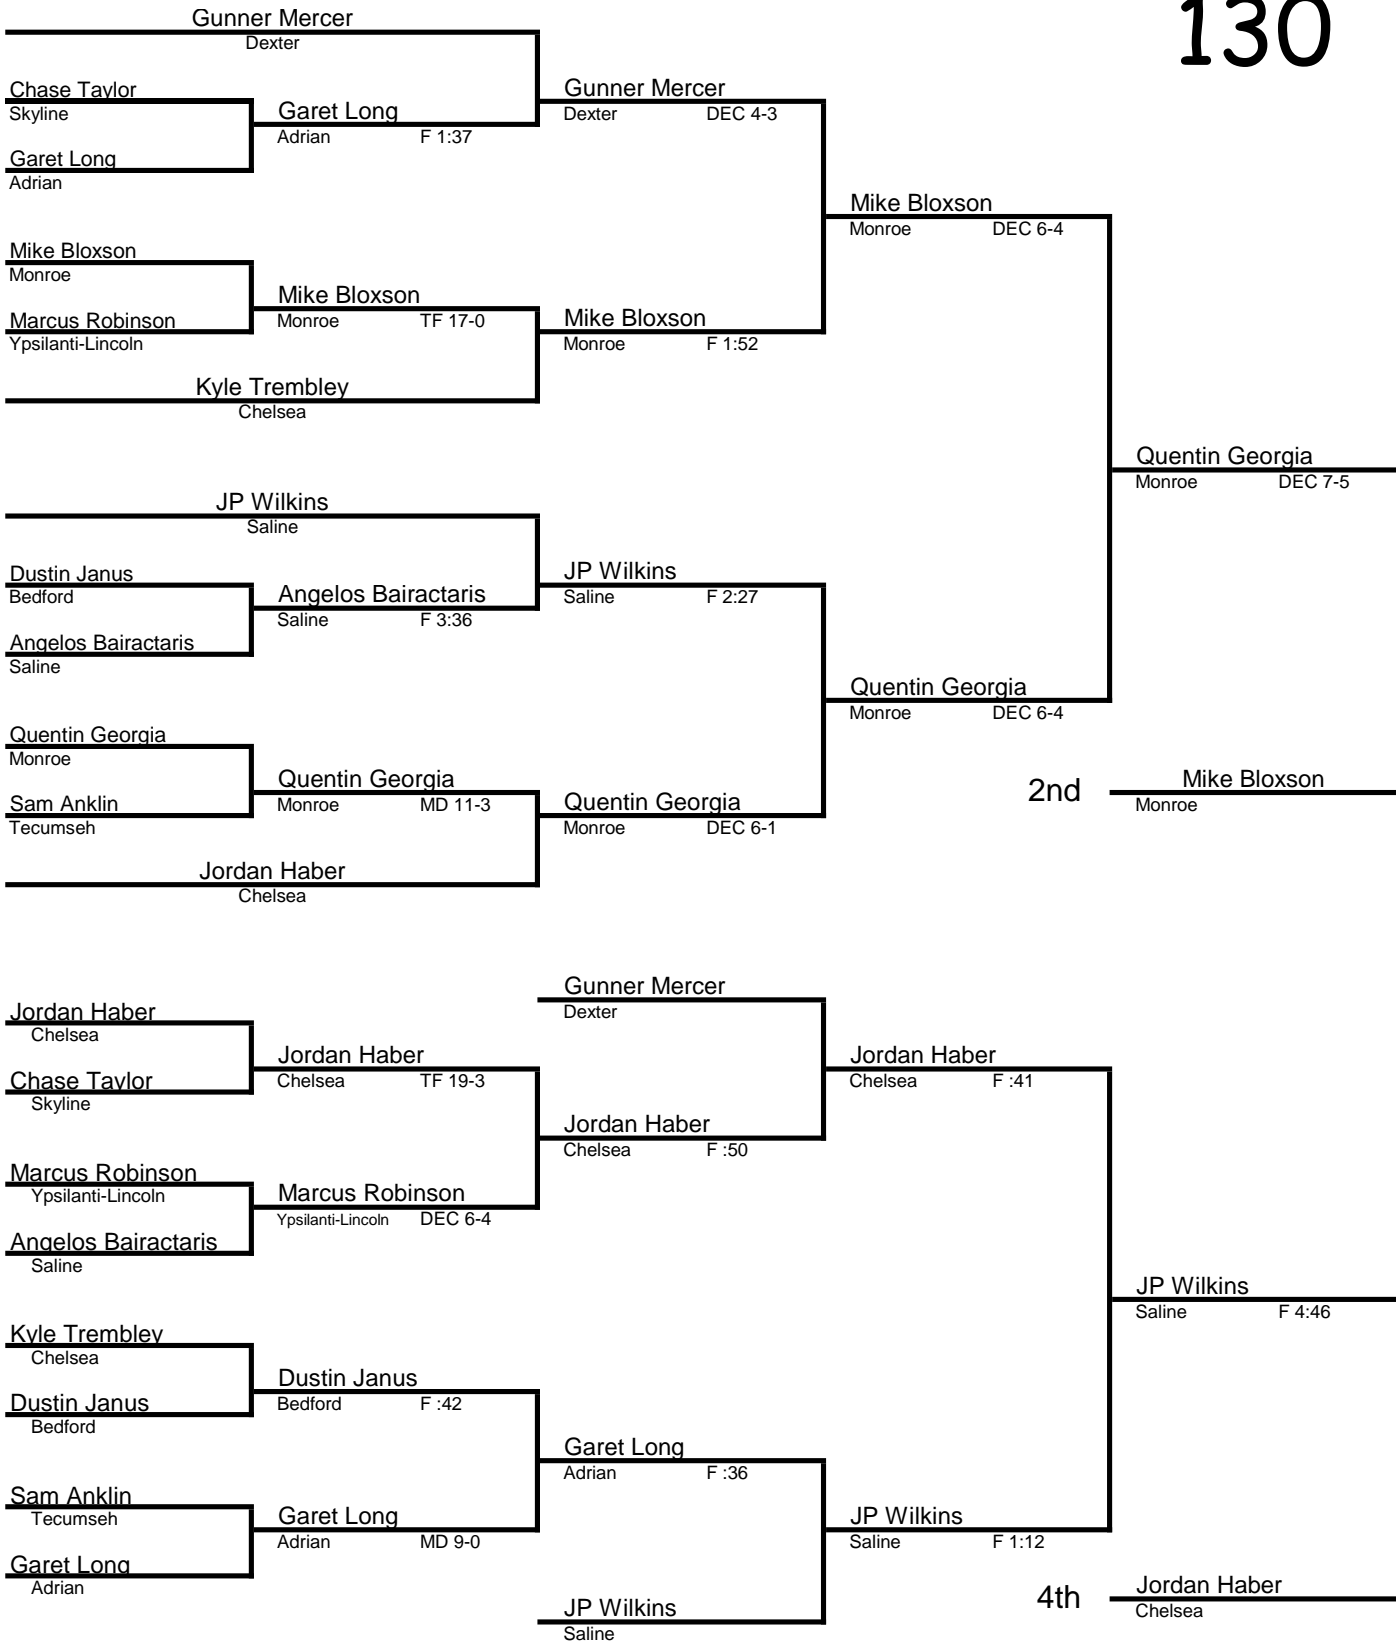 130
Gunner Mercer
Dexter
Chase Taylor
Skyline
Garet Long
Adrian F 1:37
Garet Long
Adrian
Gunner Mercer
Dexter DEC 4-3
Mike Bloxson
Monroe
Marcus Robinson
Ypsilanti-Lincoln
Mike Bloxson
Monroe TF 17-0
Mike Bloxson
Monroe F 1:52
Kyle Trembley
Chelsea
Mike Bloxson
Monroe DEC 6-4
Quentin Georgia
Monroe DEC 7-5
JP Wilkins
Saline
Dustin Janus
Bedford
Angelos Bairactaris
Saline F 3:36
Angelos Bairactaris
Saline
JP Wilkins
Saline F 2:27
Quentin Georgia
Monroe DEC 6-4
Quentin Georgia
Monroe
Sam Anklin
Tecumseh
Quentin Georgia
Monroe MD 11-3
Quentin Georgia
Monroe DEC 6-1
Jordan Haber
Chelsea
2nd Mike Bloxson
Monroe
Gunner Mercer
Dexter
Jordan Haber
Chelsea
Chase Taylor
Skyline
Jordan Haber
Chelsea TF 19-3
Jordan Haber
Chelsea F :50
Jordan Haber
Chelsea F :41
Marcus Robinson
Ypsilanti-Lincoln
Angelos Bairactaris
Saline
Marcus Robinson
Ypsilanti-Lincoln DEC 6-4
JP Wilkins
Saline F 4:46
Kyle Trembley
Chelsea
Dustin Janus
Bedford
Dustin Janus
Bedford F :42
Garet Long
Adrian F :36
Sam Anklin
Tecumseh
Garet Long
Adrian
Garet Long
Adrian MD 9-0
JP Wilkins
Saline F 1:12
JP Wilkins
Saline
4th Jordan Haber
Chelsea